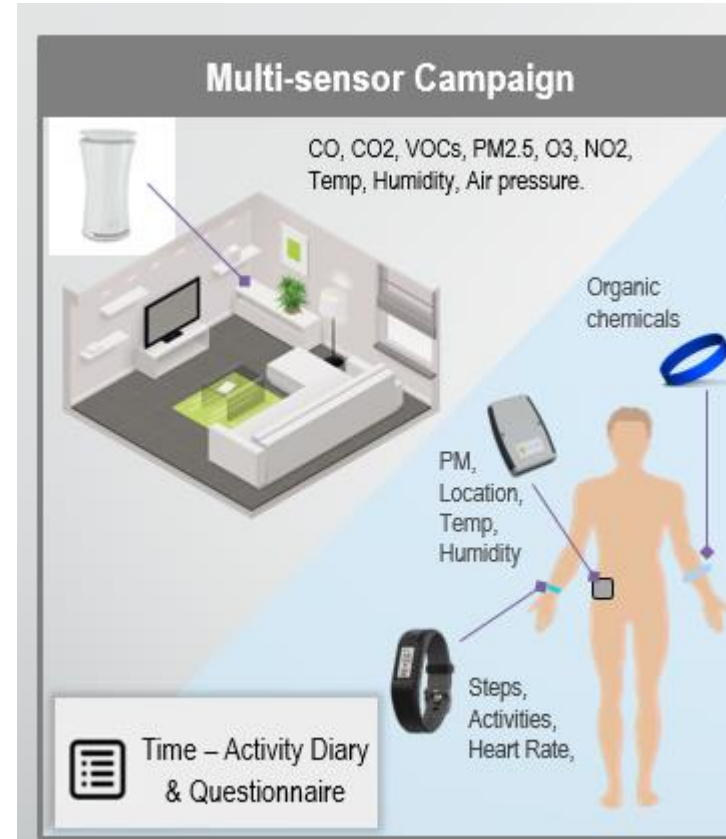 Multi-sensor Campaign
CO, CO2, VOCs, PM2.5, O3, NO2,
Temp, Humidity, Air pressure.
Organic
chemicals
PM,
Location,
Temp,
Humidity
Steps,
Activities,
Heart Rate,
Time – Activity Diary
& Questionnaire